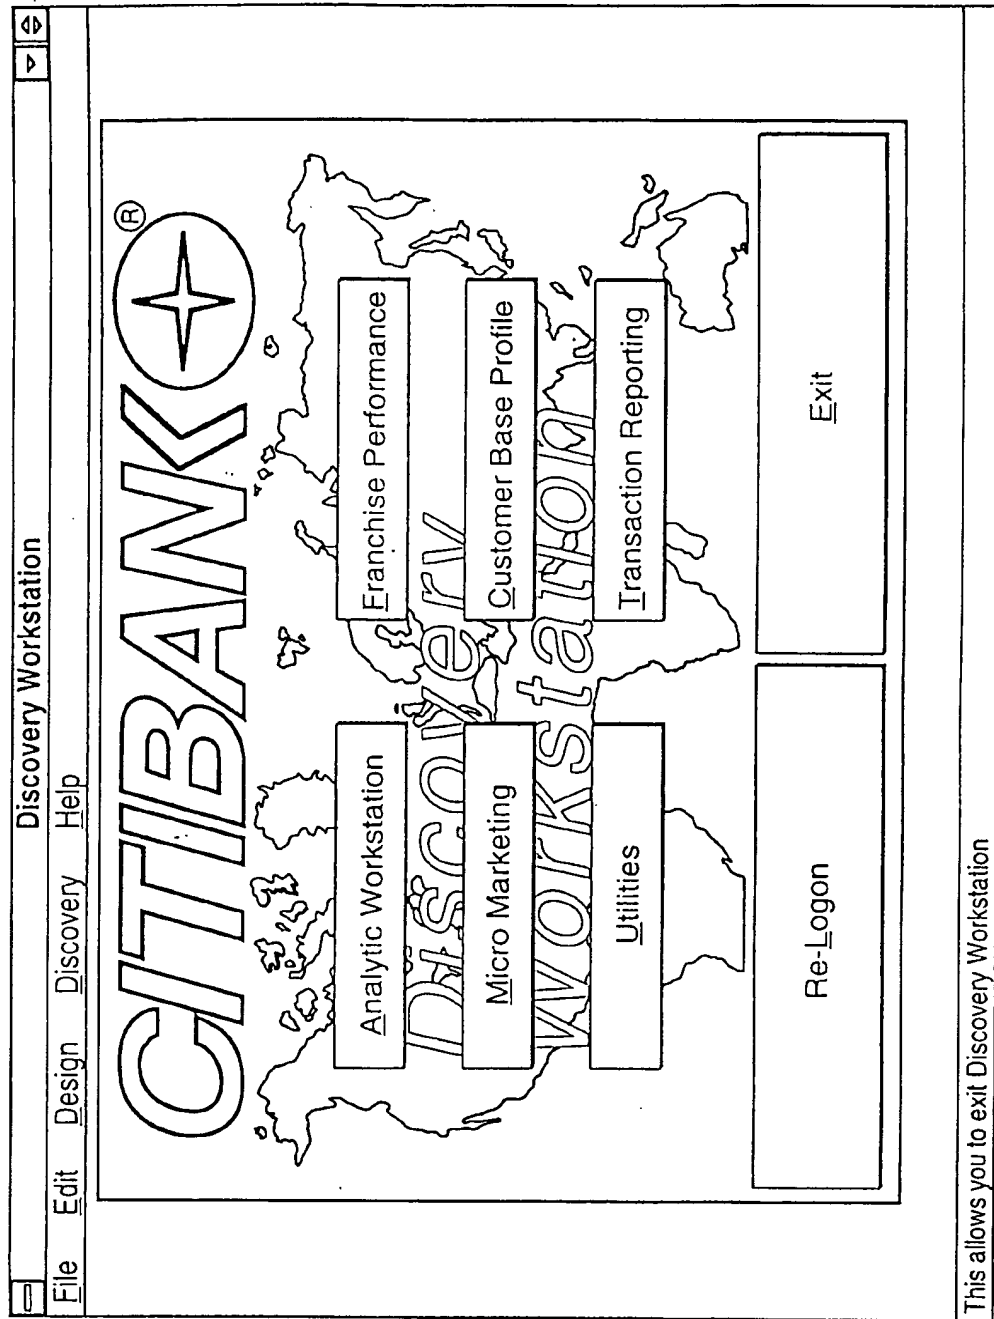 Discovery Workstation
File Edit Design Discovery Help
CITIBANK ®
Analytic Workstation Franchise Performance
Discovery
Micro Marketing Customer Base Profile
Workstation
Utilities Transaction Reporting
Re-Logon Exit
This allows you to exit Discovery Workstation